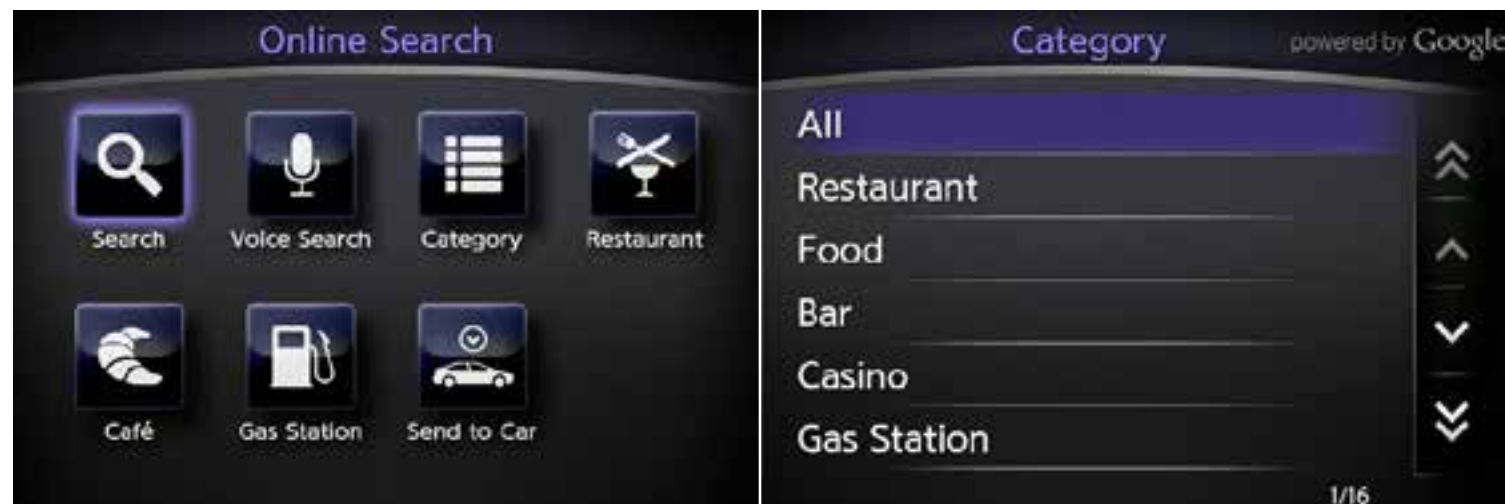 Online Search
Search
Voice Search
Category
Restaurant
Café
Gas Station
Send to Car
Category
powered by Google
All
Restaurant
Food
Bar
Casino
Gas Station
1/16